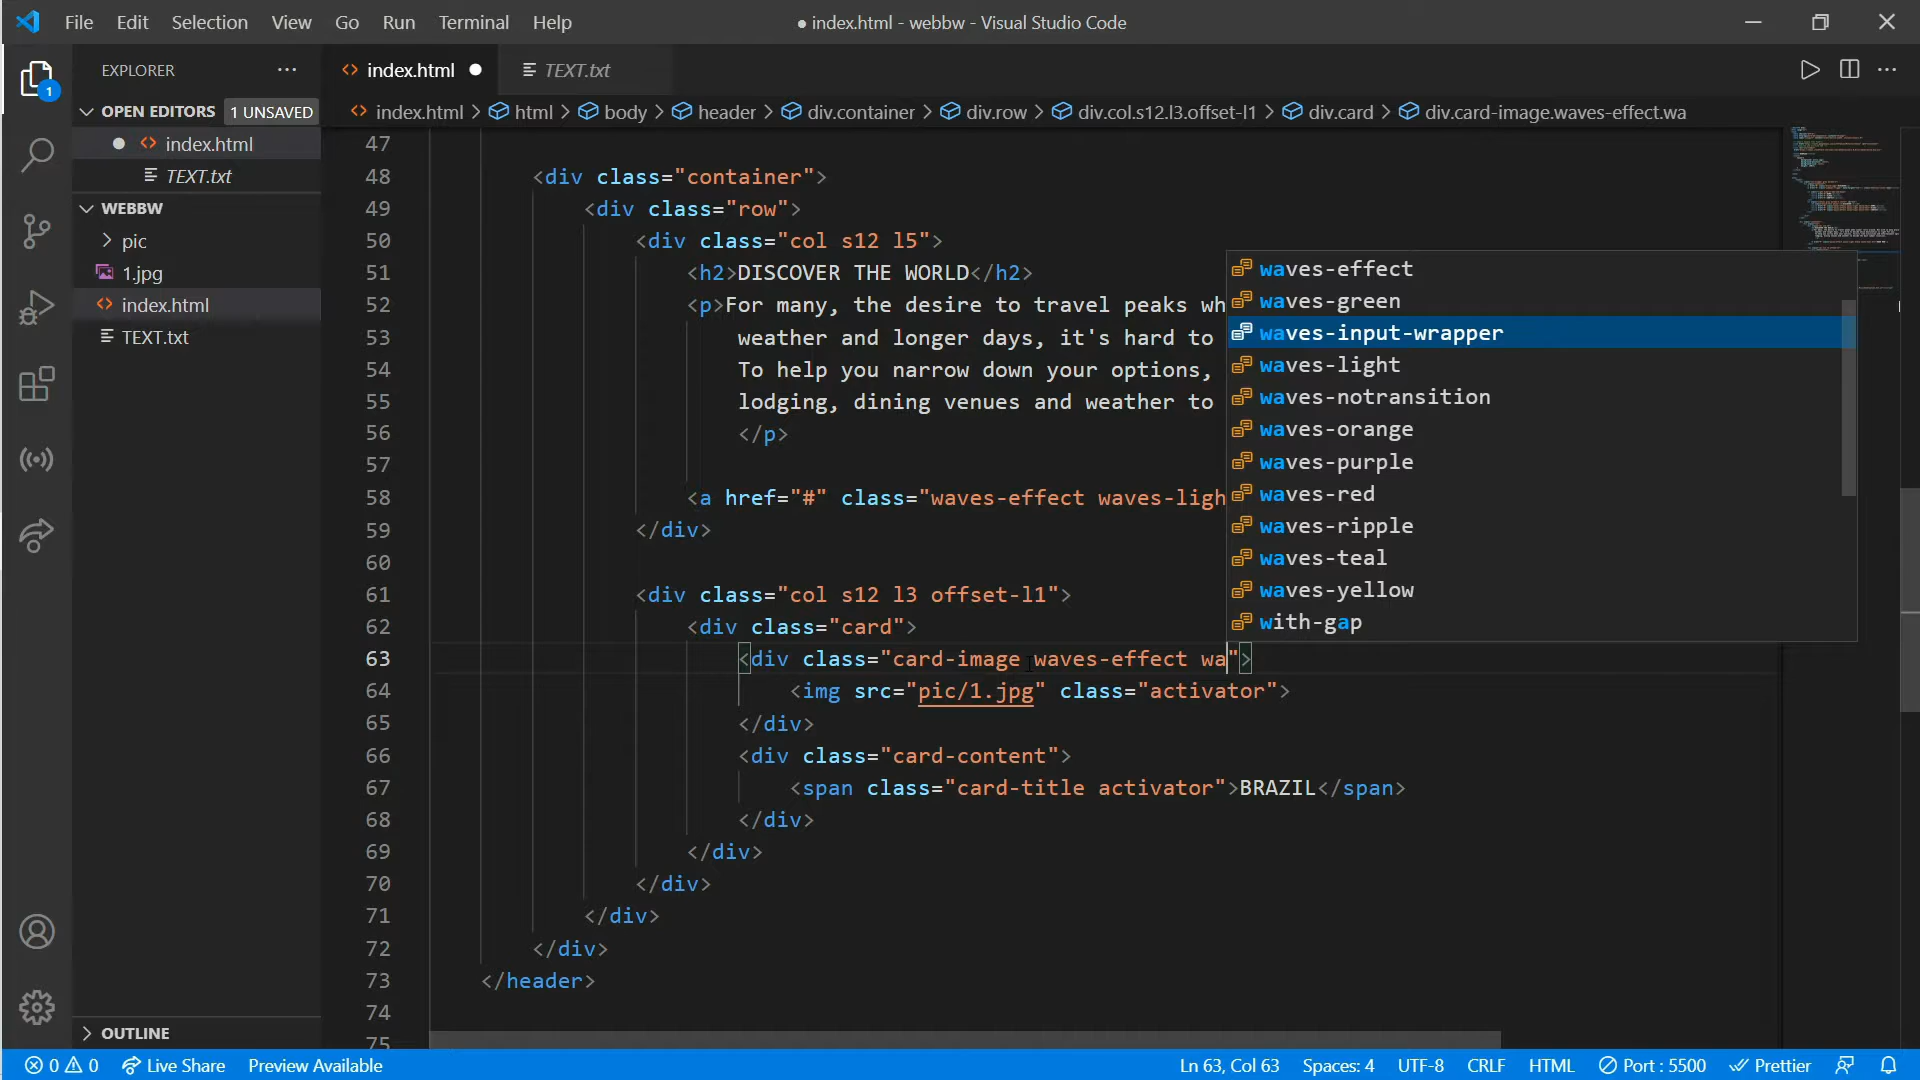 File Edit Selection View Go Run Terminal Help
● index.html - webbw - Visual Studio Code
EXPLORER
index.html
TEXT.txt
1
OPEN EDITORS 1 UNSAVED
index.html > html > body > header > div.container > div.row > div.col.s12.l3.offset-l1 > div.card > div.card-image.waves-effect.wa
index.html
TEXT.txt
WEBBW
pic
1.jpg
index.html
TEXT.txt
47
48 <div class="container">
49 <div class="row">
50 <div class="col s12 l5">
51 <h2>DISCOVER THE WORLD</h2>
52 <p>For many, the desire to travel peaks wh
53 weather and longer days, it's hard to
54 To help you narrow down your options,
55 lodging, dining venues and weather to
56 </p>
57
58 <a href="#" class="waves-effect waves-ligh
59 </div>
60
61 <div class="col s12 l3 offset-l1">
62 <div class="card">
63 <div class="card-image waves-effect wa">
64 <img src="pic/1.jpg" class="activator">
65 </div>
66 <div class="card-content">
67 <span class="card-title activator">BRAZIL</span>
68 </div>
69 </div>
70 </div>
71 </div>
72 </div>
73 </header>
74
75
waves-effect
waves-green
waves-input-wrapper
waves-light
waves-notransition
waves-orange
waves-purple
waves-red
waves-ripple
waves-teal
waves-yellow
with-gap
OUTLINE
0 0 Live Share Preview Available
Ln 63, Col 63 Spaces: 4 UTF-8 CRLF HTML Port : 5500 Prettier